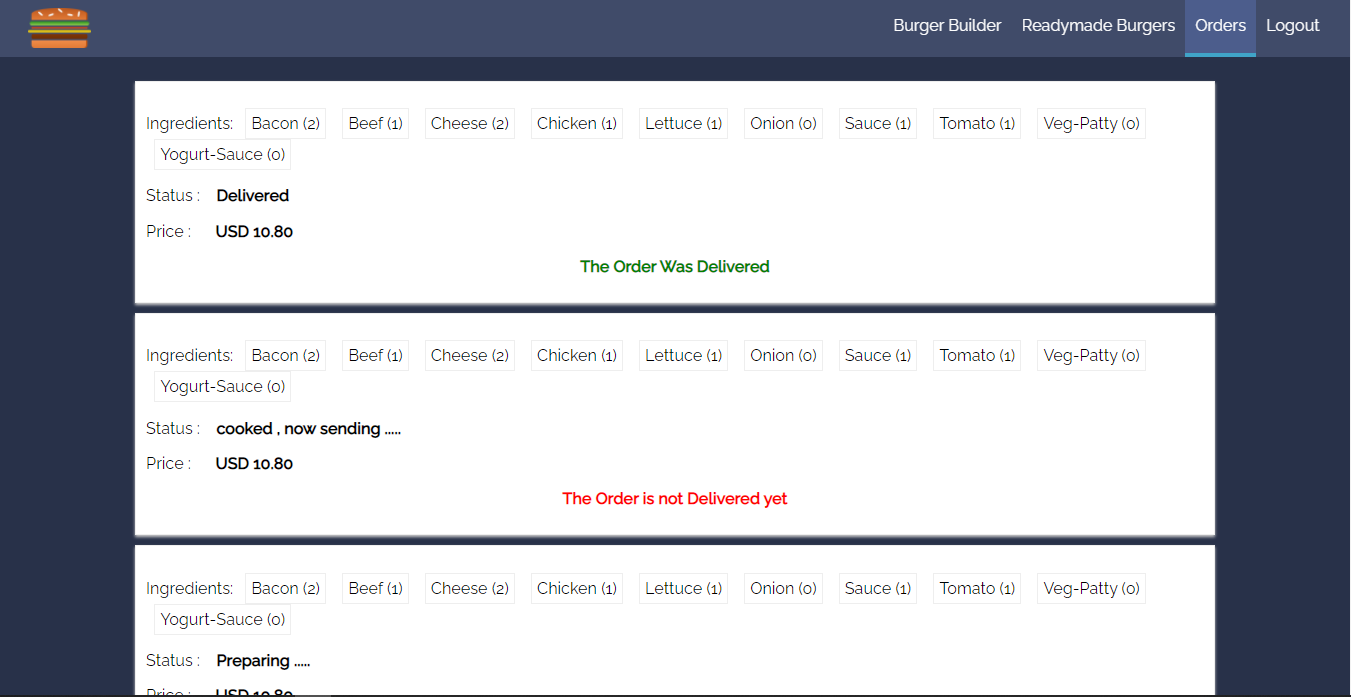 Burger Builder Readymade Burgers Orders Logout
Ingredients: Bacon (2) Beef (1) Cheese (2) Chicken (1) Lettuce (1) Onion (0) Sauce (1) Tomato (1) Veg-Patty (0)
Yogurt-Sauce (0)
Status : Delivered
Price : USD 10.80
The Order Was Delivered
Ingredients: Bacon (2) Beef (1) Cheese (2) Chicken (1) Lettuce (1) Onion (0) Sauce (1) Tomato (1) Veg-Patty (0)
Yogurt-Sauce (0)
Status : cooked , now sending .....
Price : USD 10.80
The Order is not Delivered yet
Ingredients: Bacon (2) Beef (1) Cheese (2) Chicken (1) Lettuce (1) Onion (0) Sauce (1) Tomato (1) Veg-Patty (0)
Yogurt-Sauce (0)
Status : Preparing .....
Price : USD 10.80